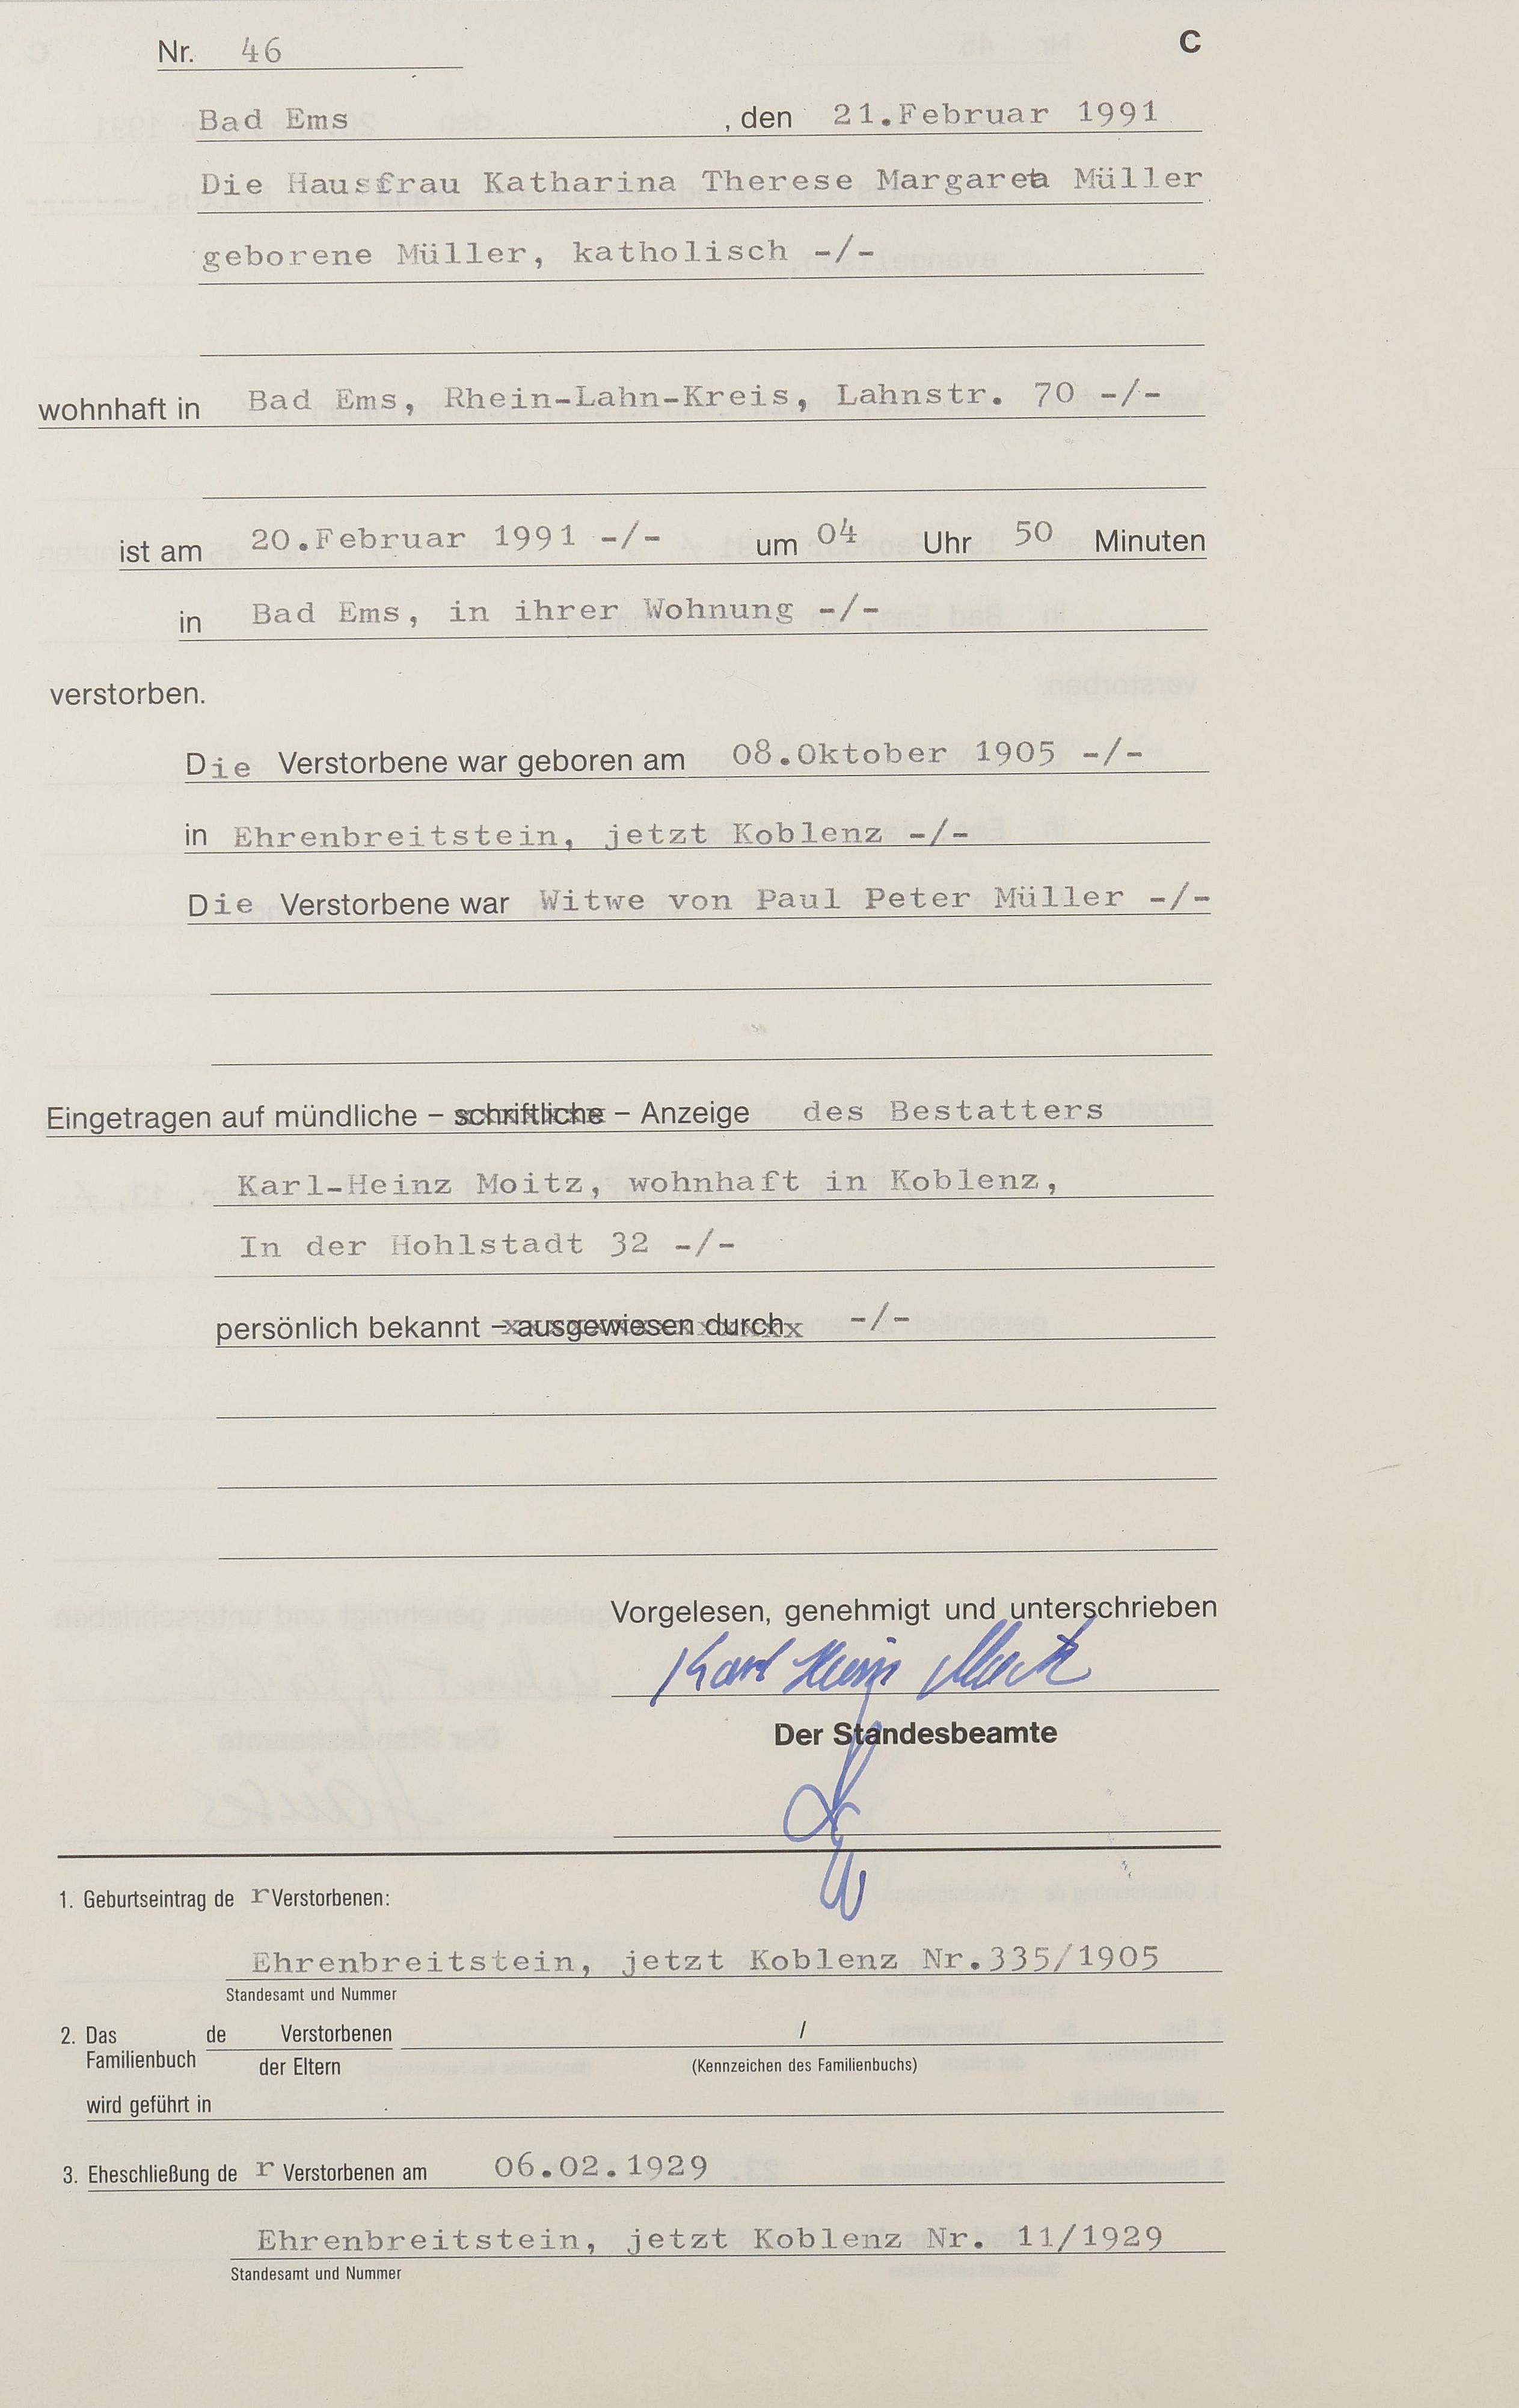 Nr. 46
C
Bad Ems , den 21.Februar 1991
Die Hausfrau Katharina Therese Margareta Müller
geborene Müller, katholisch -/-
wohnhaft in Bad Ems, Rhein-Lahn-Kreis, Lahnstr. 70 -/-
ist am 20.Februar 1991 -/- um 04 Uhr 50 Minuten
in Bad Ems, in ihrer Wohnung -/-
verstorben.
Die Verstorbene war geboren am 08.Oktober 1905 -/-
in Ehrenbreitstein, jetzt Koblenz -/-
Die Verstorbene war Witwe von Paul Peter Müller -/-
Eingetragen auf mündliche – schriftliche – Anzeige des Bestatters
Karl-Heinz Moitz, wohnhaft in Koblenz,
In der Hohlstadt 32 -/-
persönlich bekannt – ausgewiesen durch -/-
Vorgelesen, genehmigt und unterschrieben
Karl Heinz Moitz
Der Standesbeamte
1. Geburtseintrag de r Verstorbenen:
Ehrenbreitstein, jetzt Koblenz Nr.335/1905
Standesamt und Nummer
2. Das de Verstorbenen /
Familienbuch der Eltern (Kennzeichen des Familienbuchs)
wird geführt in
3. Eheschließung de r Verstorbenen am 06.02.1929
Ehrenbreitstein, jetzt Koblenz Nr. 11/1929
Standesamt und Nummer